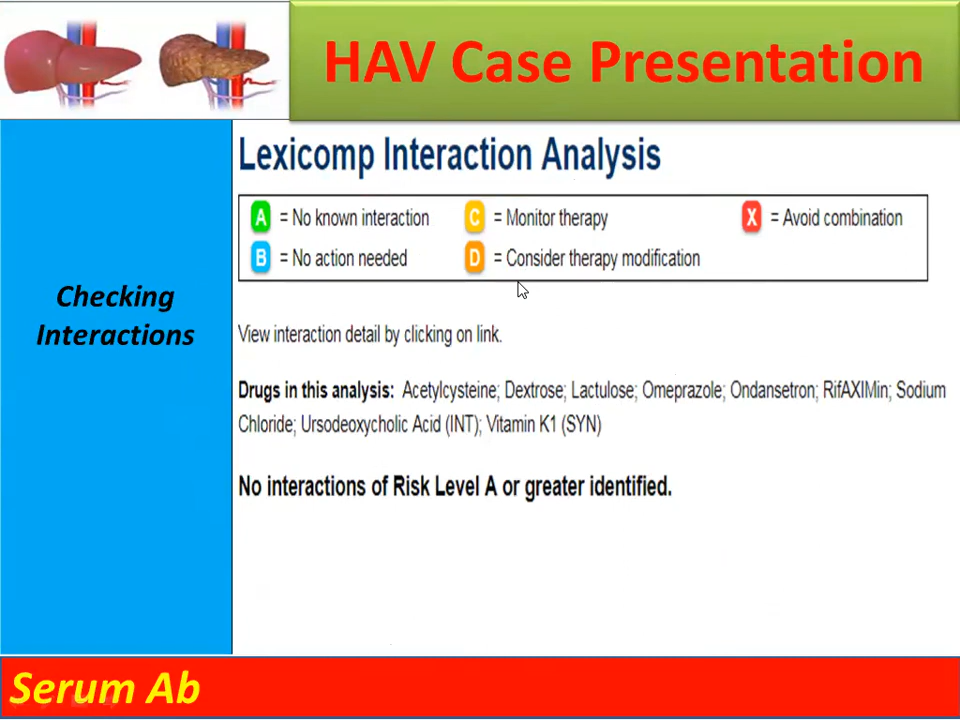 HAV Case Presentation
Lexicomp Interaction Analysis
A = No known interaction C = Monitor therapy X = Avoid combination
B = No action needed D = Consider therapy modification
Checking
Interactions
View interaction detail by clicking on link.
Drugs in this analysis: Acetylcysteine; Dextrose; Lactulose; Omeprazole; Ondansetron; RifAXIMin; Sodium
Chloride; Ursodeoxycholic Acid (INT); Vitamin K1 (SYN)
No interactions of Risk Level A or greater identified.
Serum Ab